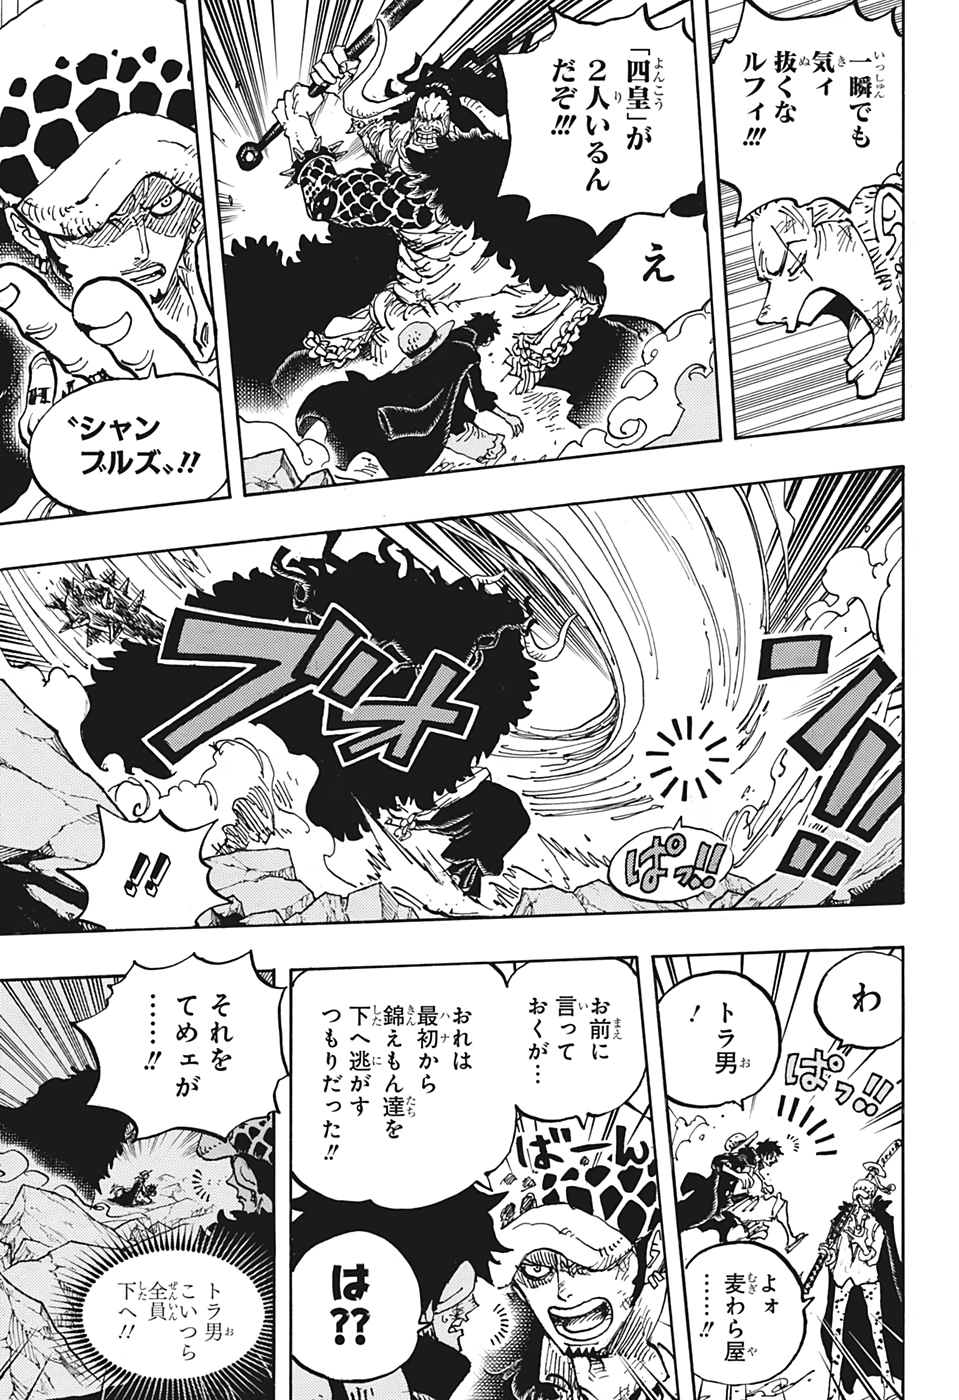 一瞬でも
気ィ
抜くな
ルフィ!!!
「四皇」が
２人いるん
だぞ!!!
え
〝シャン
ブルズ〟!!
ブオン!!!
ぱっ!!
!!
わ
トラ男
ぱっ!!
よォ
麦わら屋
……
お前に
言って
おくが…
おれは
最初から
錦えもん達を
下へ逃がす
つもりだった!!
ばーん
は??
それを
てめェが
……!!
トラ男
こいつら
全員
下へ!!